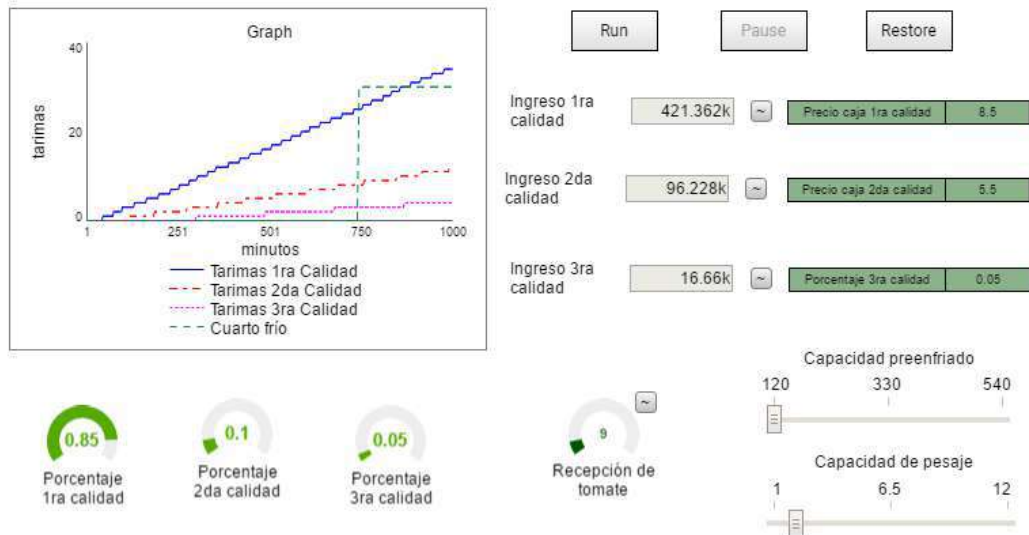 Graph
40
20
0
tarimas
1 251 501 750 1000
minutos
Tarimas 1ra Calidad
Tarimas 2da Calidad
Tarimas 3ra Calidad
Cuarto frío
Run Pause Restore
Ingreso 1ra
calidad
421.362k ~ Precio caja 1ra calidad 8.5
Ingreso 2da
calidad
96.228k ~ Precio caja 2da calidad 5.5
Ingreso 3ra
calidad
16.66k ~ Porcentaje 3ra calidad 0.05
0.85
Porcentaje
1ra calidad
0.1
Porcentaje
2da calidad
0.05
Porcentaje
3ra calidad
~
9
Recepción de
tomate
Capacidad preenfriado
120 330 540
Capacidad de pesaje
1 6.5 12